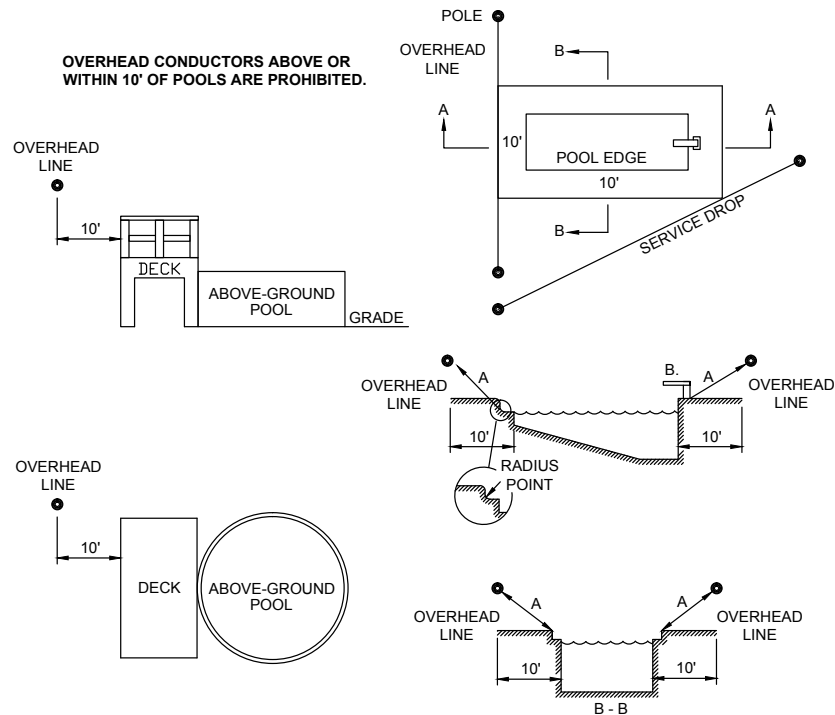 OVERHEAD CONDUCTORS ABOVE OR
WITHIN 10' OF POOLS ARE PROHIBITED.
OVERHEAD
LINE
10'
DECK
ABOVE-GROUND
POOL
GRADE
POLE
OVERHEAD
LINE
B
A
A
10'
POOL EDGE
10'
B
SERVICE DROP
OVERHEAD
LINE
A
B.
A
OVERHEAD
LINE
10'
10'
RADIUS
POINT
OVERHEAD
LINE
10'
DECK
ABOVE-GROUND
POOL
OVERHEAD
LINE
A
A
OVERHEAD
LINE
10'
10'
B - B